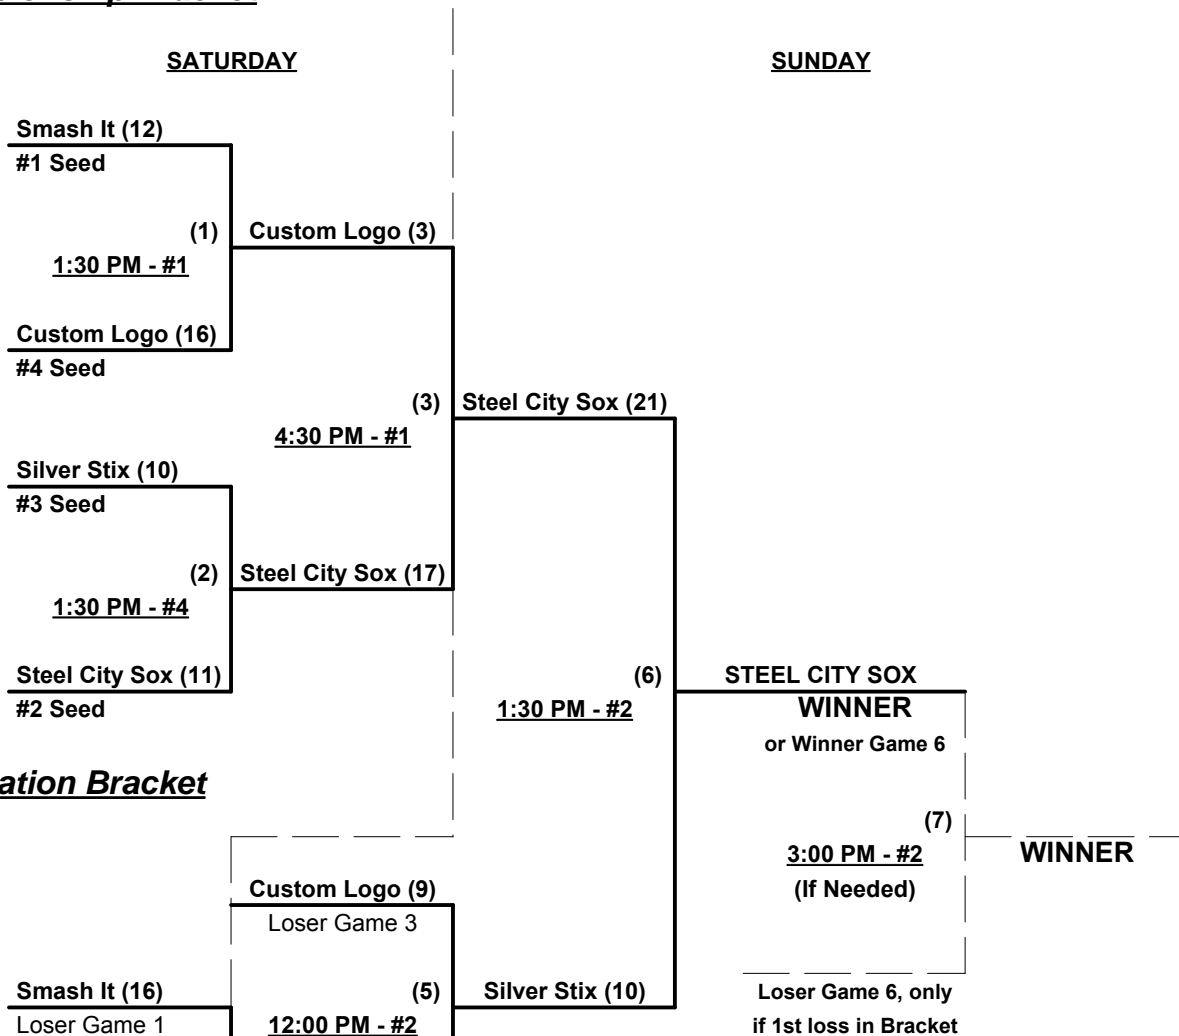 SATURDAY
SUNDAY
Smash It (12)
#1 Seed
(1)
Custom Logo (3)
1:30 PM - #1
Custom Logo (16)
#4 Seed
(3)
Steel City Sox (21)
4:30 PM - #1
Silver Stix (10)
#3 Seed
(2)
Steel City Sox (17)
1:30 PM - #4
Steel City Sox (11)
#2 Seed
(6)
STEEL CITY SOX
1:30 PM - #2
WINNER
or Winner Game 6
ation Bracket
(7)
3:00 PM - #2
WINNER
(If Needed)
Custom Logo (9)
Loser Game 3
Smash It (16)
(5)
Silver Stix (10)
Loser Game 6, only
Loser Game 1
12:00 PM - #2
if 1st loss in Bracket